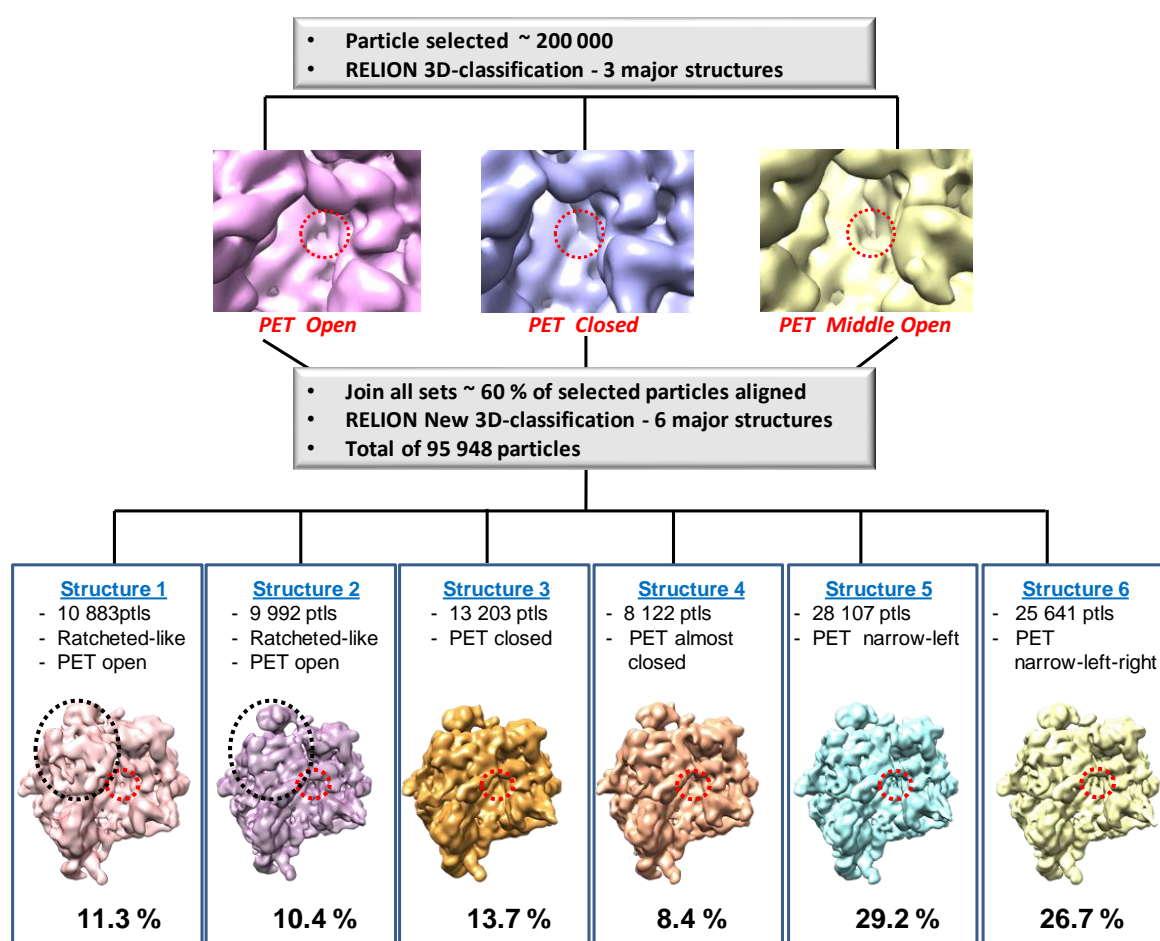 • Particle selected ~ 200 000
• RELION 3D-classification - 3 major structures
PET Open
PET Closed
PET Middle Open
• Join all sets ~ 60 % of selected particles aligned
• RELION New 3D-classification - 6 major structures
• Total of 95 948 particles
Structure 1
- 10 883ptls
- Ratcheted-like
- PET open
11.3 %
Structure 2
- 9 992 ptls
- Ratcheted-like
- PET open
10.4 %
Structure 3
- 13 203 ptls
- PET closed
13.7 %
Structure 4
- 8 122 ptls
- PET almost
closed
8.4 %
Structure 5
- 28 107 ptls
- PET narrow-left
29.2 %
Structure 6
- 25 641 ptls
- PET
narrow-left-right
26.7 %